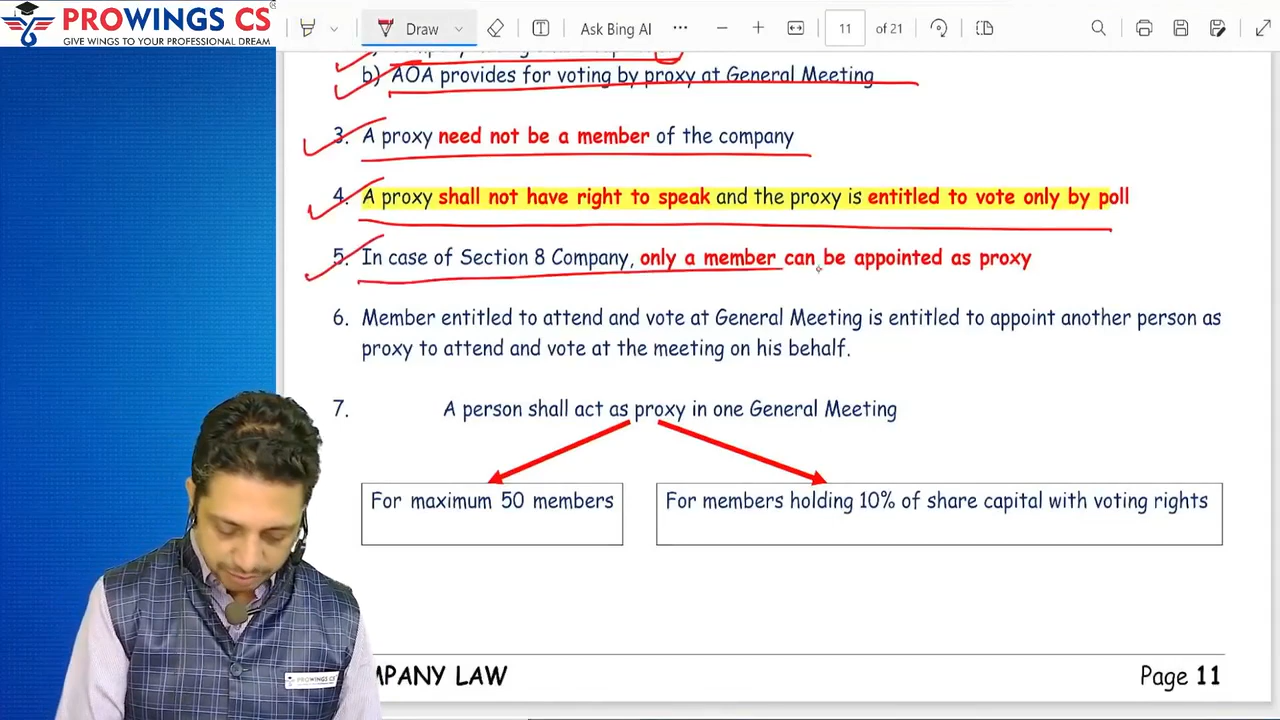 PROWINGS CS
GIVE WINGS TO YOUR PROFESSIONAL DREAM
Draw
Ask Bing AI
11 of 21
b) AOA provides for voting by proxy at General Meeting
3. A proxy need not be a member of the company
4. A proxy shall not have right to speak and the proxy is entitled to vote only by poll
5. In case of Section 8 Company, only a member can be appointed as proxy
6. Member entitled to attend and vote at General Meeting is entitled to appoint another person as
proxy to attend and vote at the meeting on his behalf.
7. A person shall act as proxy in one General Meeting
For maximum 50 members
For members holding 10% of share capital with voting rights
PROWINGS CS
MPANY LAW
Page 11